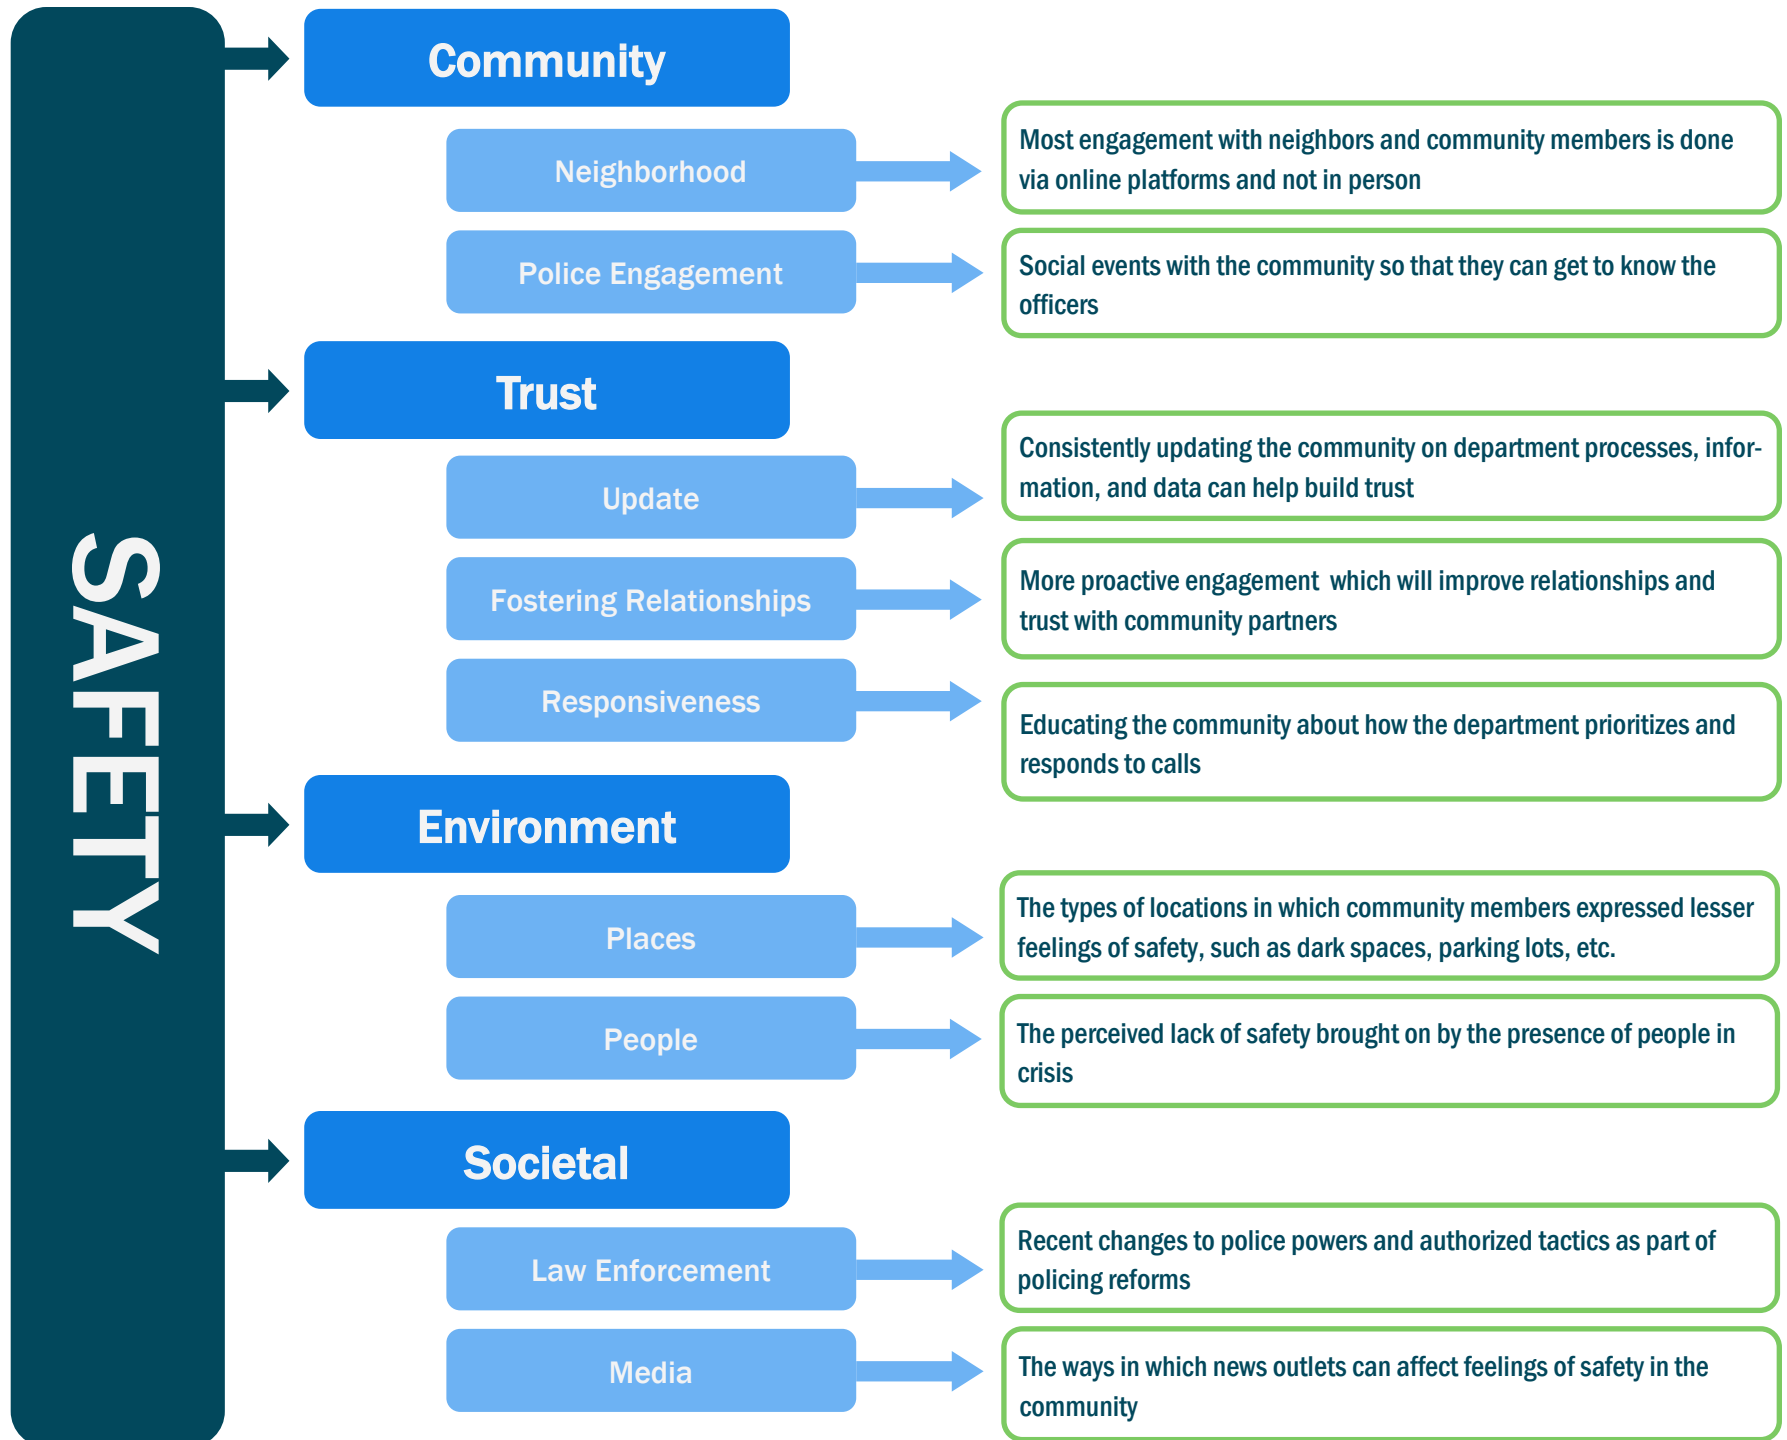 SAFETY
Community
Neighborhood
Most engagement with neighbors and community members is done
via online platforms and not in person
Police Engagement
Social events with the community so that they can get to know the
officers
Trust
Update
Consistently updating the community on department processes, infor-
mation, and data can help build trust
Fostering Relationships
More proactive engagement  which will improve relationships and
trust with community partners
Responsiveness
Educating the community about how the department prioritizes and
responds to calls
Environment
Places
The types of locations in which community members expressed lesser
feelings of safety, such as dark spaces, parking lots, etc.
People
The perceived lack of safety brought on by the presence of people in
crisis
Societal
Law Enforcement
Recent changes to police powers and authorized tactics as part of
policing reforms
Media
The ways in which news outlets can affect feelings of safety in the
community